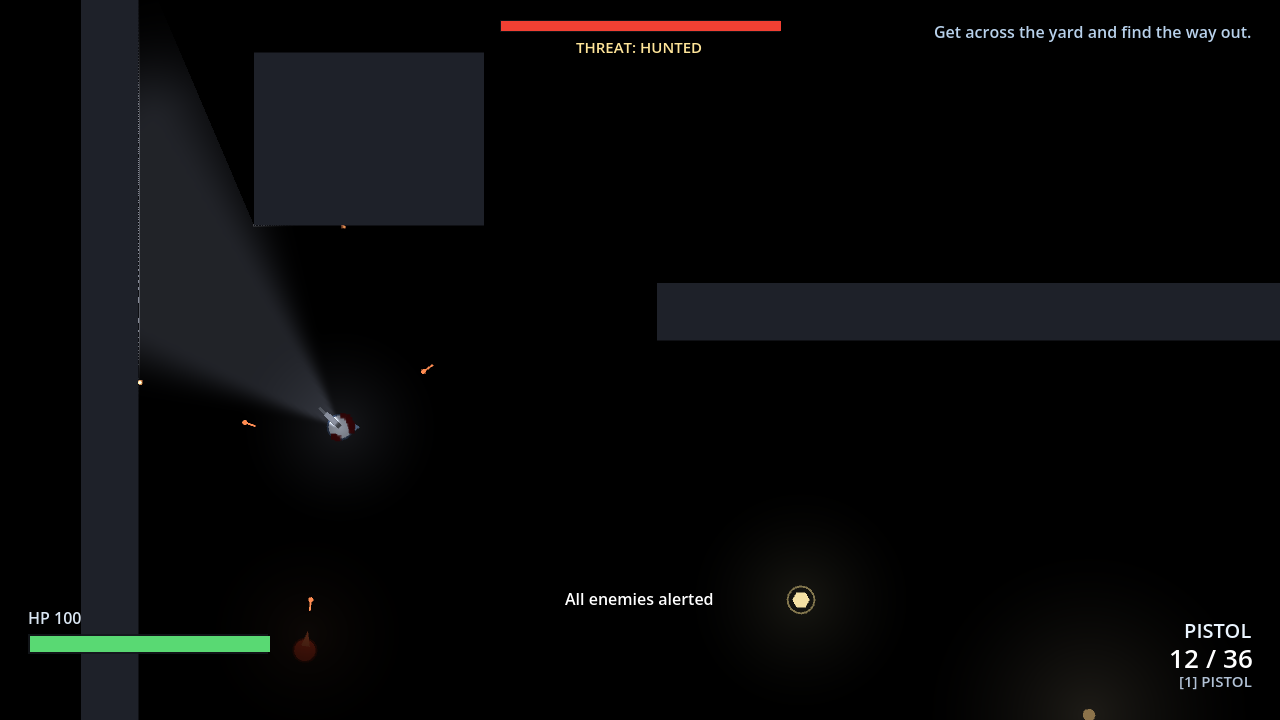 THREAT: HUNTED
Get across the yard and find the way out.
All enemies alerted
HP 100
PISTOL
12 / 36
[1] PISTOL